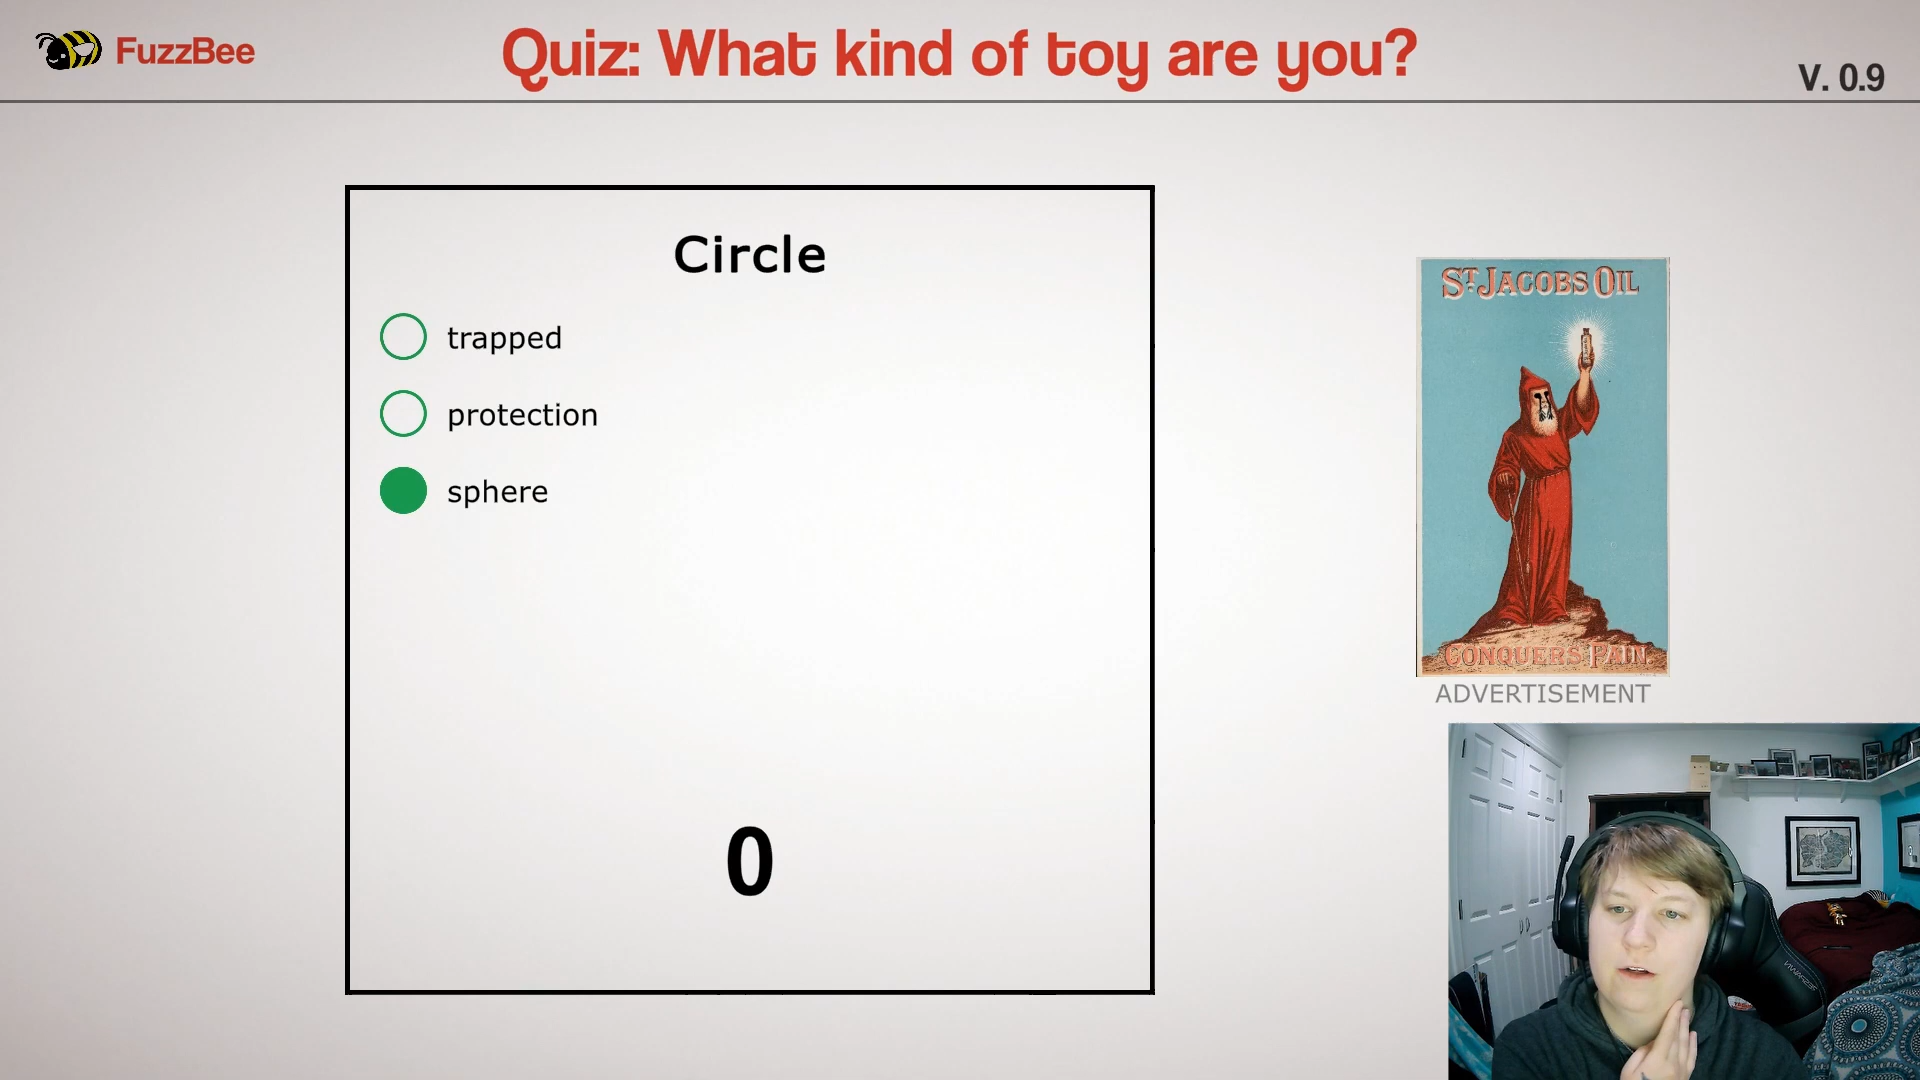 FuzzBee
Quiz: What kind of toy are you?
V. 0.9
Circle
trapped
protection
sphere
0
ST. JACOBS OIL
CONQUERS PAIN.
ADVERTISEMENT